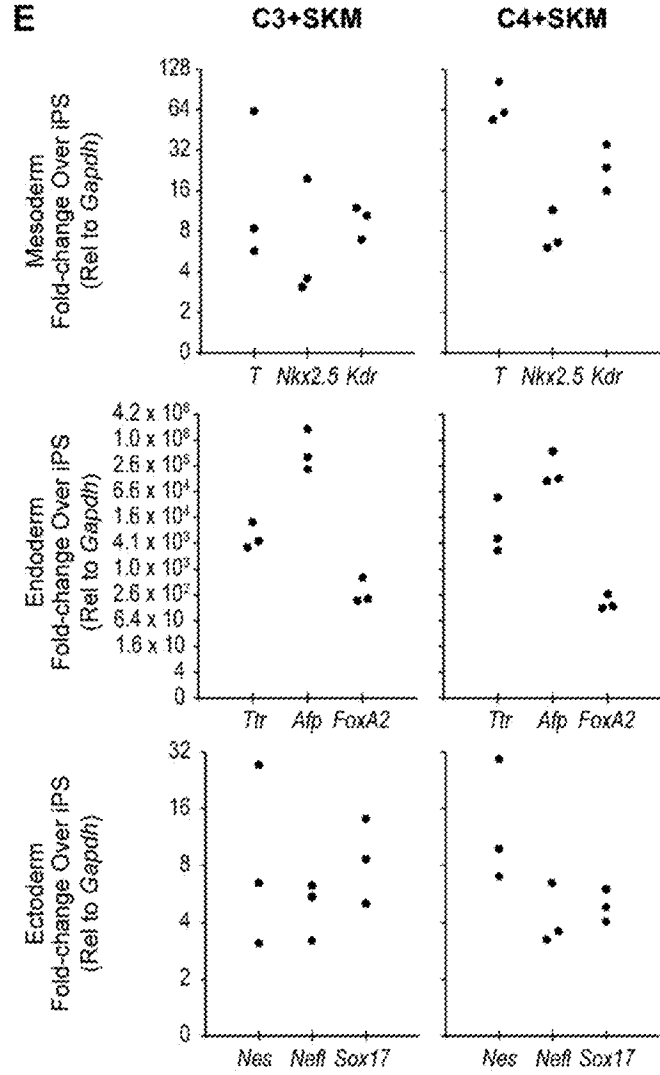 E
C3+SKM
C4+SKM
Mesoderm
Fold-change Over iPS
(Rel to Gapdh)
128
64
32
16
8
4
2
0
T Nkx2.5 Kdr
T Nkx2.5 Kdr
Endoderm
Fold-change Over iPS
(Rel to Gapdh)
4.2 x 10⁶
1.0 x 10⁶
2.6 x 10⁵
6.6 x 10⁴
1.6 x 10⁴
4.1 x 10³
1.0 x 10³
2.6 x 10²
6.4 x 10
1.6 x 10
4
0
Ttr Afp FoxA2
Ttr Afp FoxA2
Ectoderm
Fold-change Over iPS
(Rel to Gapdh)
32
16
8
4
2
0
Nes Nefl Sox17
Nes Nefl Sox17